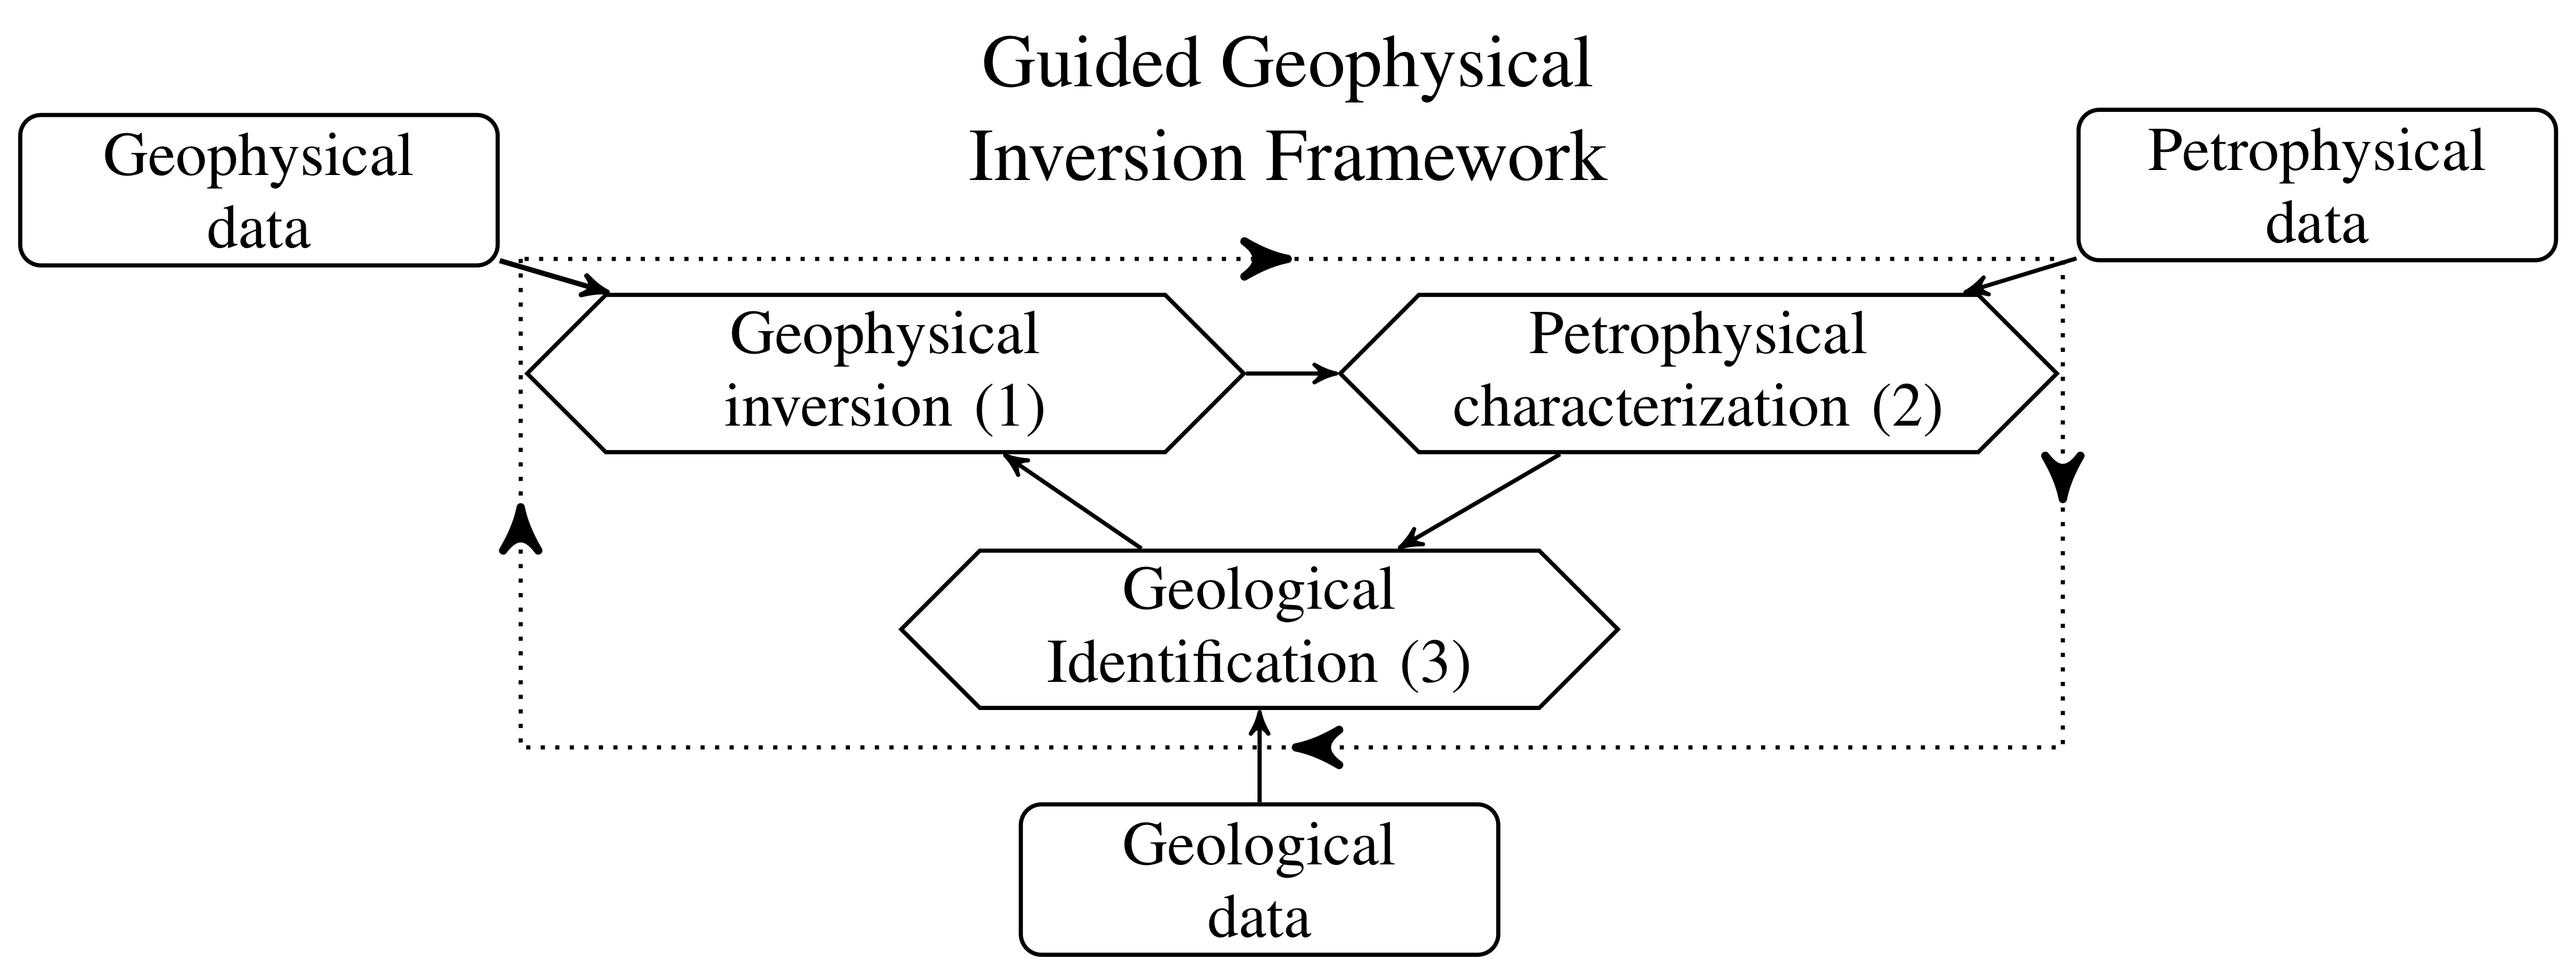 Guided Geophysical
Inversion Framework
Geophysical
data
Petrophysical
data
Geophysical
inversion (1)
Petrophysical
characterization (2)
Geological
Identification (3)
Geological
data